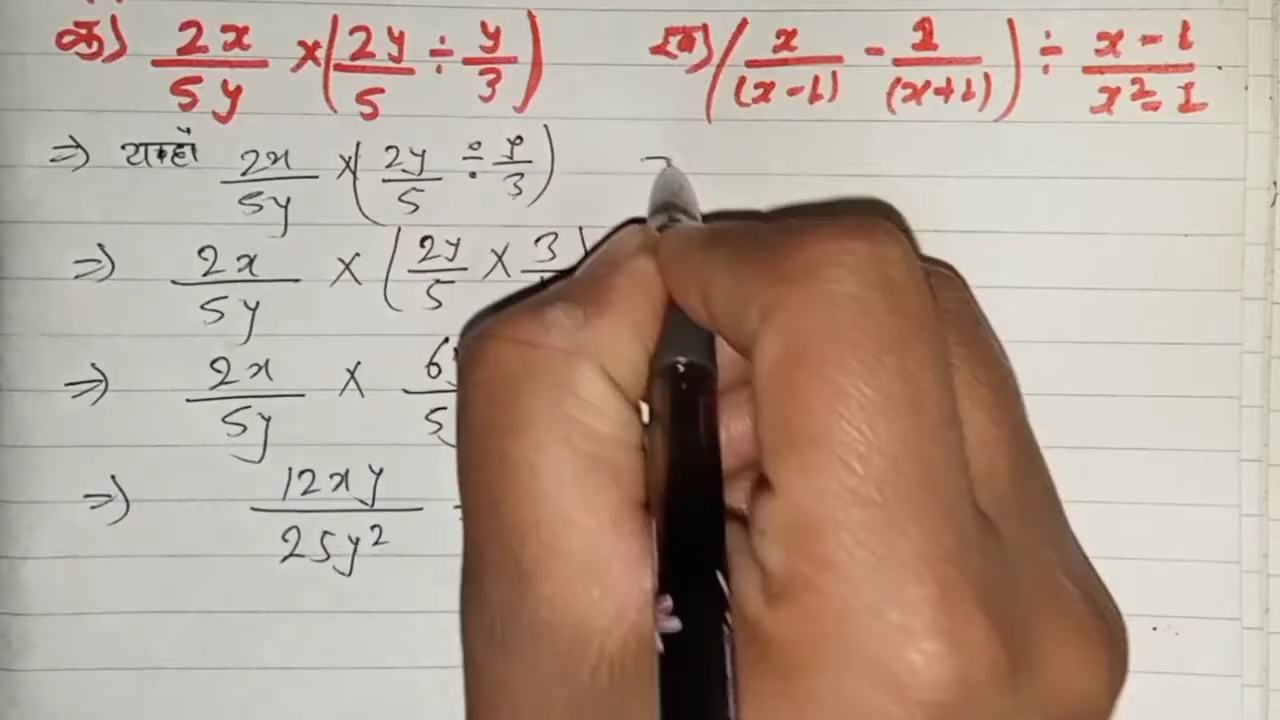 क) 2x/5y × (2y/5 ÷ y/3)
ख) (x/(x-1) - 1/(x+1)) ÷ x-1/x²-1
⇒ यहाँ 2x/5y × (2y/5 ÷ y/3)
⇒ 2x/5y × (2y/5 × 3
⇒ 2x/5y × 6
⇒ 12xy/25y²